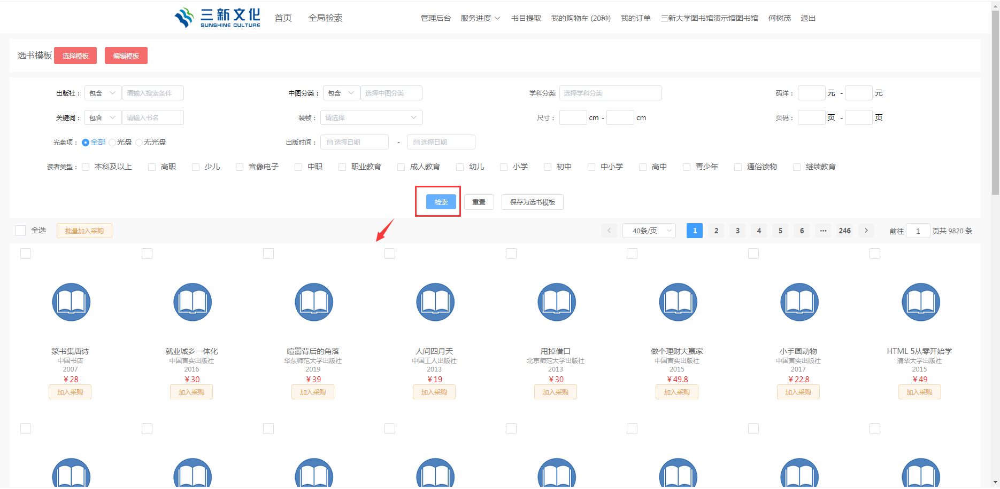 三新文化 首页 全局检索 管理后台 服务进度 书目提取 我的购物车 (20种) 我的订单 三新大学图书馆演示馆图书馆 何树茂 退出
SUNSHINE CULTURE
选书模板 选择模板 编辑模板
出版社： 包含 请输入搜索条件 中图分类： 包含 选择中图分类 学科分类: 选择学科分类 码洋： 元 - 元
关键词： 包含 请输入书名 装帧： 请选择 尺寸： cm - cm 页码： 页 - 页
光盘项： 全部 光盘 无光盘 出版时间： 选择日期 - 选择日期
读者类型： 本科及以上 高职 少儿 音像电子 中职 职业教育 成人教育 幼儿 小学 初中 中小学 高中 青少年 通俗读物 继续教育
检索 重置 保存为选书模板
全选 批量加入采购 40条/页 1 2 3 4 5 6 ··· 246 前往 1 页共 9820 条
篆书集唐诗 就业城乡一体化 喧嚣背后的角落 人间四月天 甩掉借口 做个理财大赢家 小手画动物 HTML 5从零开始学
中国书店 中国言实出版社 华东师范大学出版社 中国工人出版社 北京师范大学出版社 中国言实出版社 中国言实出版社 清华大学出版社
2007 2016 2019 2013 2013 2015 2017 2015
¥ 28 ¥ 30 ¥ 39 ¥ 19 ¥ 30 ¥ 49.8 ¥ 22.8 ¥ 49
加入采购 加入采购 加入采购 加入采购 加入采购 加入采购 加入采购 加入采购